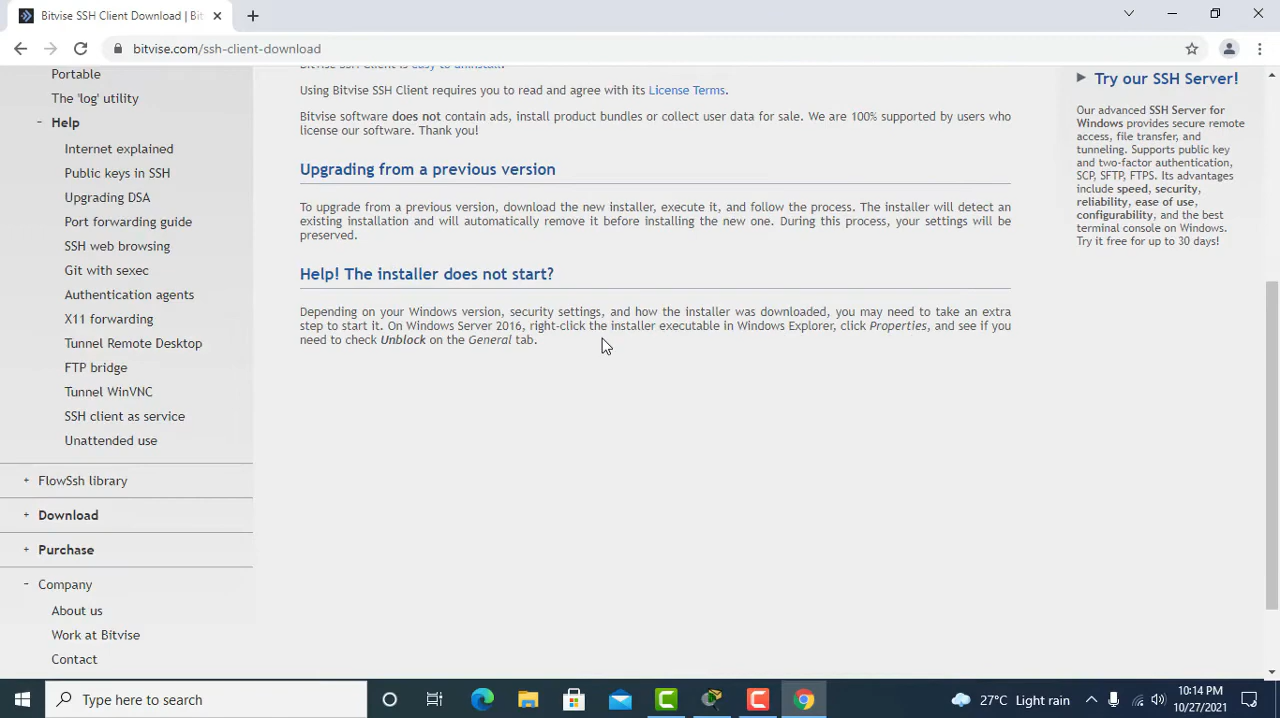 Bitvise SSH Client Download | Bit
bitvise.com/ssh-client-download
Portable
The 'log' utility
Help
Internet explained
Public keys in SSH
Upgrading DSA
Port forwarding guide
SSH web browsing
Git with sexec
Authentication agents
X11 forwarding
Tunnel Remote Desktop
FTP bridge
Tunnel WinVNC
SSH client as service
Unattended use
FlowSsh library
Download
Purchase
Company
About us
Work at Bitvise
Contact
Bitvise SSH Client is easy to uninstall.
Using Bitvise SSH Client requires you to read and agree with its License Terms.
Bitvise software does not contain ads, install product bundles or collect user data for sale. We are 100% supported by users who
license our software. Thank you!
Upgrading from a previous version
To upgrade from a previous version, download the new installer, execute it, and follow the process. The installer will detect an
existing installation and will automatically remove it before installing the new one. During this process, your settings will be
preserved.
Help! The installer does not start?
Depending on your Windows version, security settings, and how the installer was downloaded, you may need to take an extra
step to start it. On Windows Server 2016, right-click the installer executable in Windows Explorer, click Properties, and see if you
need to check Unblock on the General tab.
Try our SSH Server!
Our advanced SSH Server for
Windows provides secure remote
access, file transfer, and
tunneling. Supports public key
and two-factor authentication,
SCP, SFTP, FTPS. Its advantages
include speed, security,
reliability, ease of use,
configurability, and the best
terminal console on Windows.
Try it free for up to 30 days!
Type here to search
27°C Light rain
10:14 PM
10/27/2021